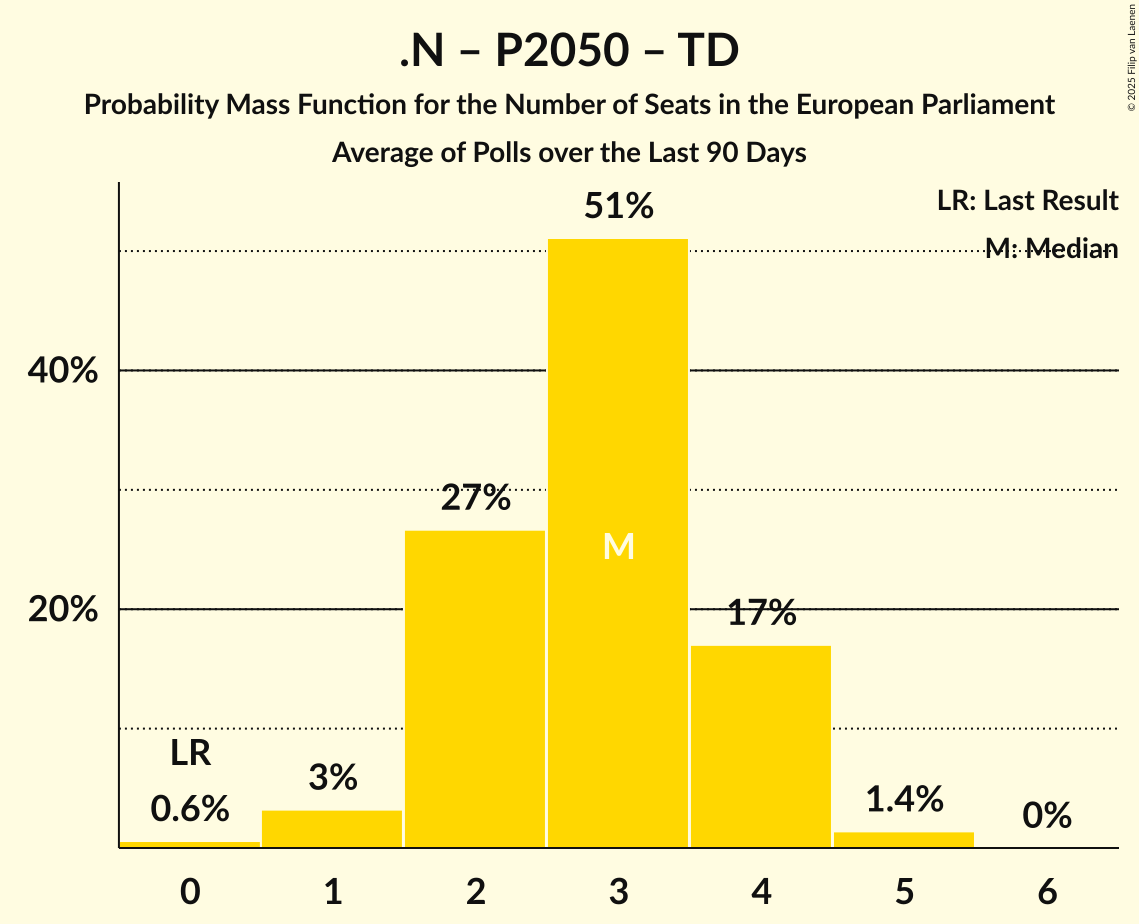 .N – P2050 – TD
Probability Mass Function for the Number of Seats in the European Parliament
Average of Polls over the Last 90 Days
© 2025 Filip van Laenen
LR: Last Result
M: Median
51%
40%
27%
M
20%
17%
LR
0.6%
3%
1.4%
0%
0 1 2 3 4 5 6